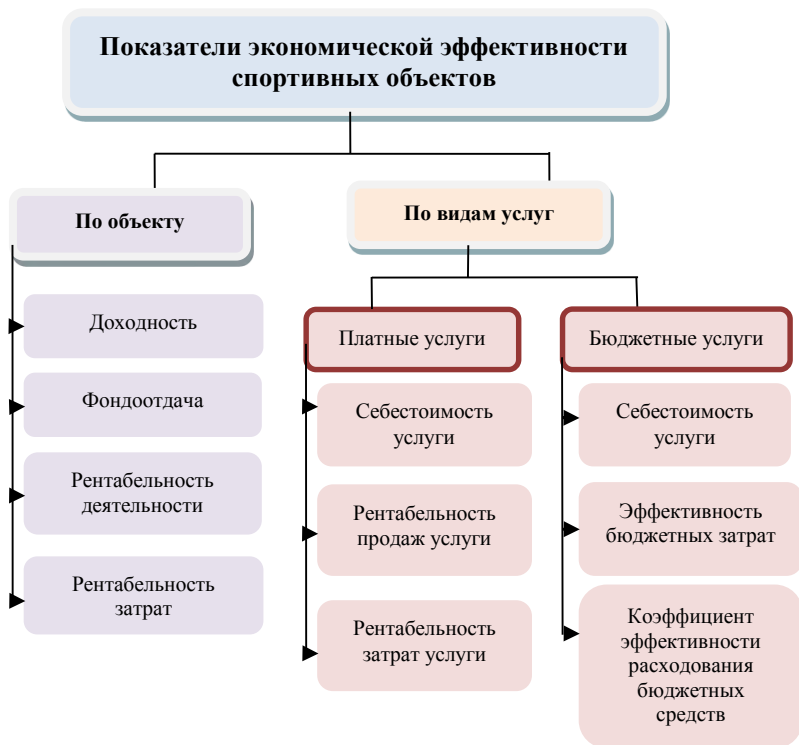 Показатели экономической эффективности
спортивных объектов
По объекту
Доходность
Фондоотдача
Рентабельность
деятельности
Рентабельность
затрат
По видам услуг
Платные услуги
Себестоимость
услуги
Рентабельность
продаж услуги
Рентабельность
затрат услуги
Бюджетные услуги
Себестоимость
услуги
Эффективность
бюджетных затрат
Коэффициент
эффективности
расходования
бюджетных
средств